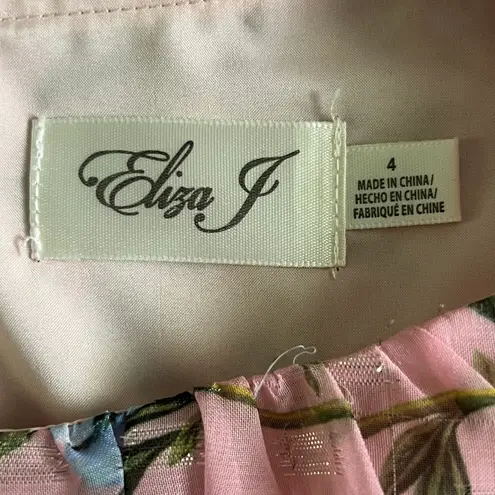 Eliza J
4
MADE IN CHINA/
HECHO EN CHINA/
FABRIQUÉ EN CHINE